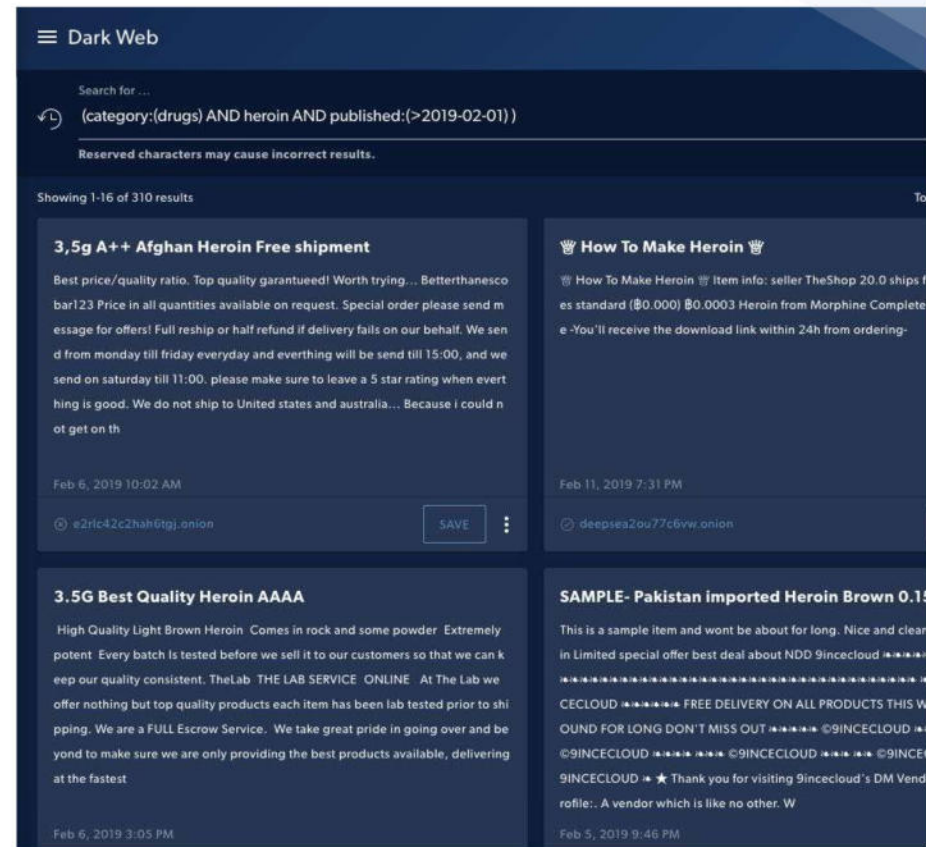 Dark Web
Search for ...
(category:(drugs) AND heroin AND published:(>2019-02-01) )
Reserved characters may cause incorrect results.
Showing 1-16 of 310 results
To
3,5g A++ Afghan Heroin Free shipment
Best price/quality ratio. Top quality garantueed! Worth trying... Betterthanesco
bar123 Price in all quantities available on request. Special order please send m
essage for offers! Full reship or half refund if delivery fails on our behalf. We sen
d from monday till friday everyday and everthing will be send till 15:00, and we
send on saturday till 11:00. please make sure to leave a 5 star rating when evert
hing is good. We do not ship to United states and australia... Because i could n
ot get on th
Feb 6, 2019 10:02 AM
e2rlc42c2hah6tgj.onion
SAVE
How To Make Heroin
How To Make Heroin Item info: seller TheShop 20.0 ships f
es standard (฿0.000) ฿0.0003 Heroin from Morphine Complete
e -You'll receive the download link within 24h from ordering-
Feb 11, 2019 7:31 PM
deepsea2ou77c6vw.onion
3.5G Best Quality Heroin AAAA
High Quality Light Brown Heroin Comes in rock and some powder Extremely
potent Every batch Is tested before we sell it to our customers so that we can k
eep our quality consistent. TheLab THE LAB SERVICE ONLINE At The Lab we
offer nothing but top quality products each item has been lab tested prior to shi
pping. We are a FULL Escrow Service. We take great pride in going over and be
yond to make sure we are only providing the best products available, delivering
at the fastest
Feb 6, 2019 3:05 PM
SAMPLE- Pakistan imported Heroin Brown 0.15
This is a sample item and wont be about for long. Nice and clean
in Limited special offer best deal about NDD 9incecloud
CECLOUD FREE DELIVERY ON ALL PRODUCTS THIS W
OUND FOR LONG DON'T MISS OUT ©9INCECLOUD
©9INCECLOUD ©9INCECLOUD ©9INCE
9INCECLOUD ★ Thank you for visiting 9incecloud's DM Vend
rofile:. A vendor which is like no other. W
Feb 5, 2019 9:46 PM